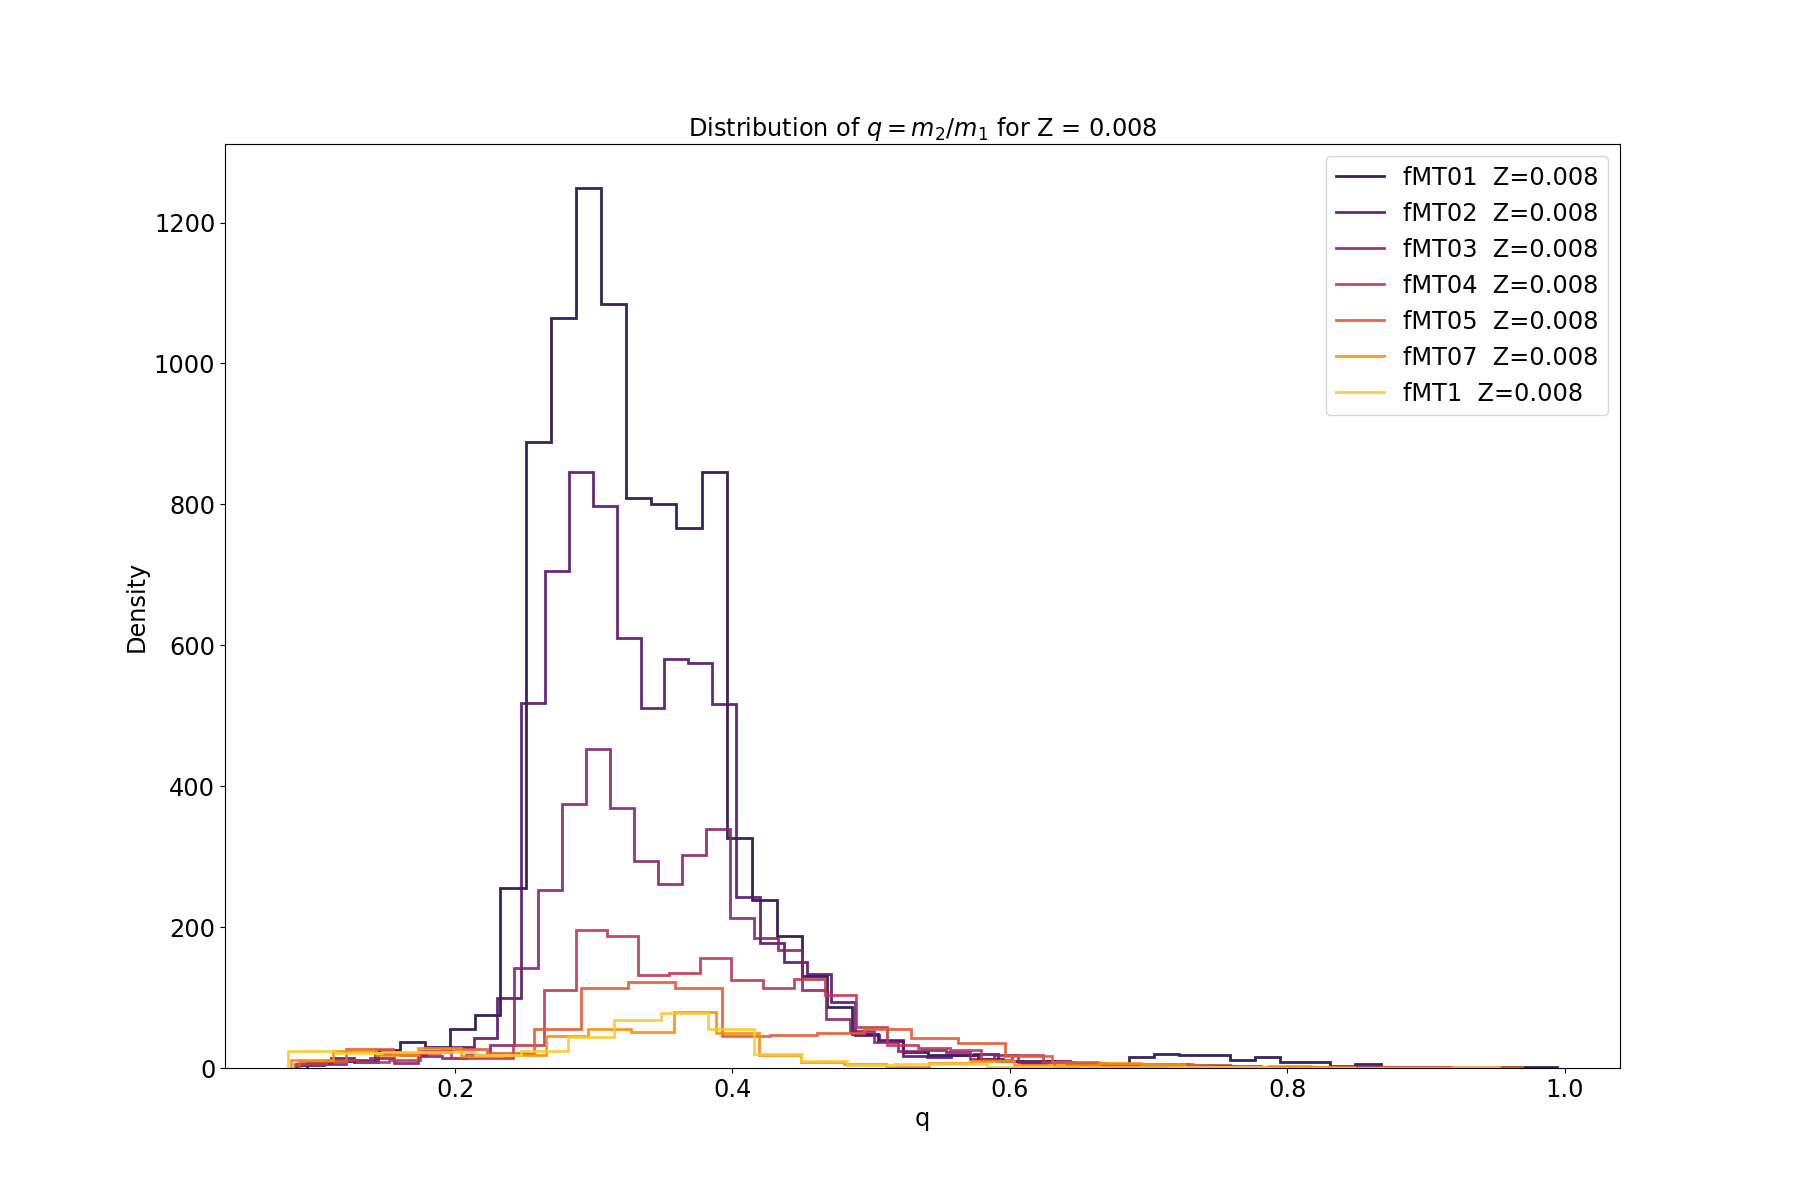 Distribution of q = m₂/m₁ for Z = 0.008
fMT01  Z=0.008
fMT02  Z=0.008
fMT03  Z=0.008
fMT04  Z=0.008
fMT05  Z=0.008
fMT07  Z=0.008
fMT1  Z=0.008
1200
1000
800
600
400
200
0
Density
0.2
0.4
0.6
0.8
1.0
q